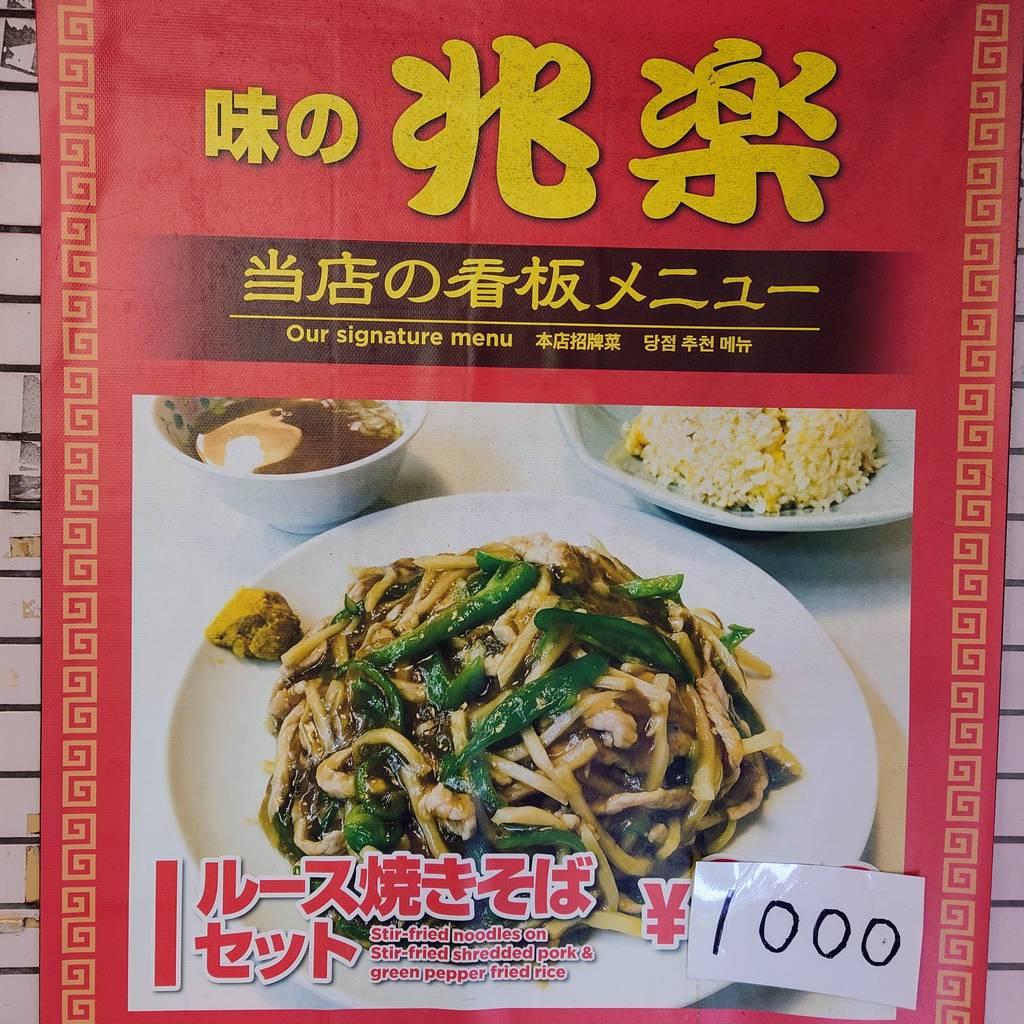 味の 兆楽
当店の看板メニュー
Our signature menu 本店招牌菜 당점 추천 메뉴
ルース焼きそば
セット
Stir-fried noodles on
Stir-fried shredded pork &
green pepper fried rice
¥1000